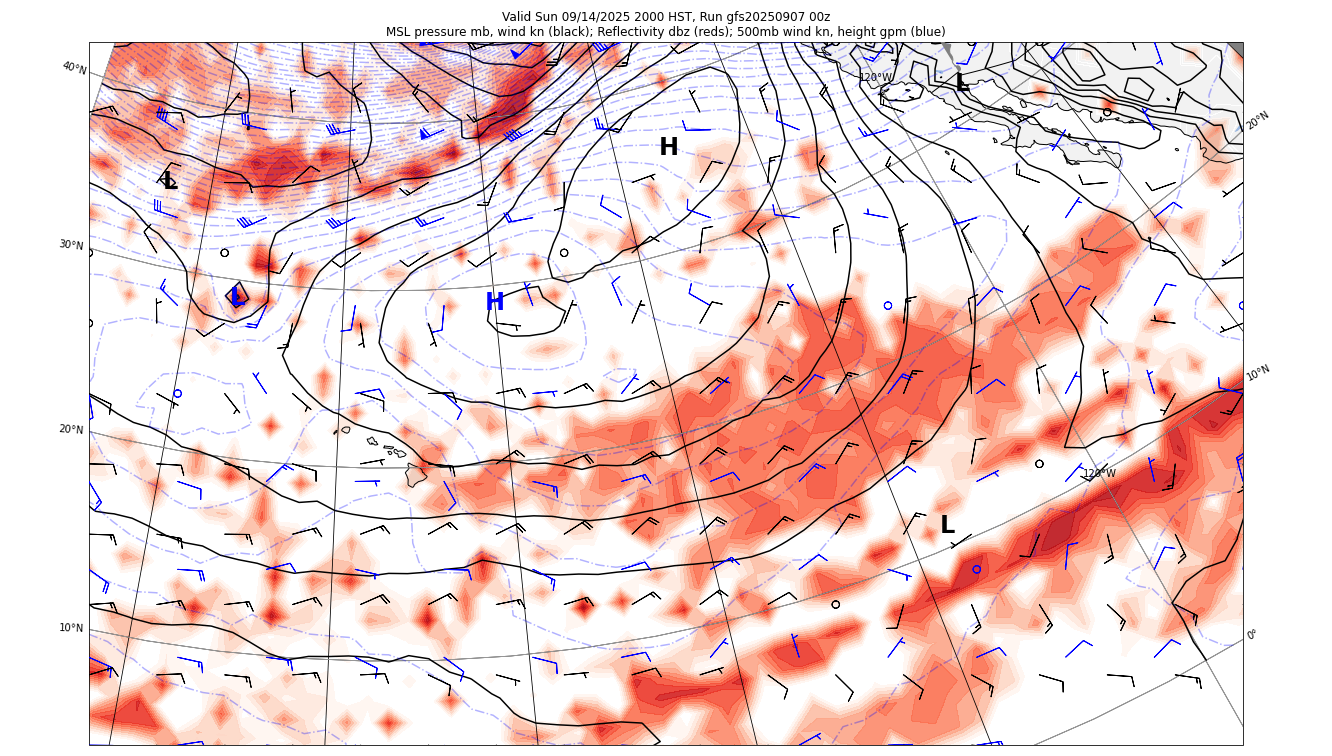 Valid Sun 09/14/2025 2000 HST, Run gfs20250907 00z
MSL pressure mb, wind kn (black); Reflectivity dbz (reds); 500mb wind kn, height gpm (blue)
40°N
120°W
L
20°N
H
L
30°N
L
H
10°N
20°N
120°W
L
10°N
0°